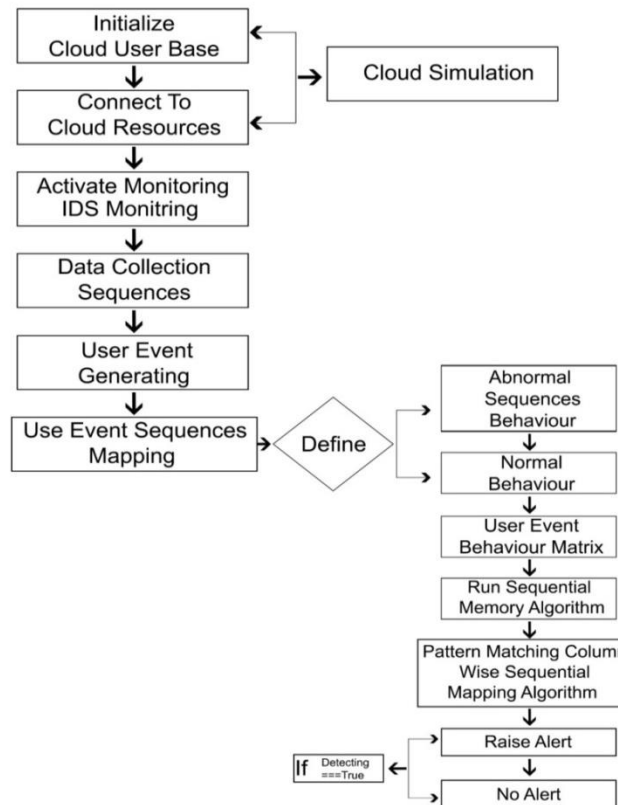 Initialize
Cloud User Base
Cloud Simulation
Connect To
Cloud Resources
Activate Monitoring
IDS Monitring
Data Collection
Sequences
User Event
Generating
Use Event Sequences
Mapping
Define
Abnormal
Sequences
Behaviour
Normal
Behaviour
User Event
Behaviour Matrix
Run Sequential
Memory Algorithm
Pattern Matching Column
Wise Sequential
Mapping Algorithm
Raise Alert
If Detecting
===True
No Alert